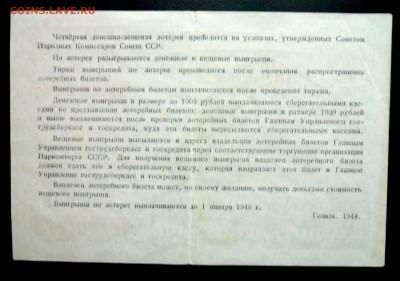 COINS.LAVE.RU
Четвёртая денежно-вещевая лотерея проводится на условиях, утвержденных Советом
Народных Комиссаров Союза ССР.
По лотерее разыгрываются денежные и вещевые выигрыши.
Тираж выигрышей по лотерее производится после окончания распространения
лотерейных билетов.
Выигрыши по лотерейным билетам выплачиваются после проведения тиража.
Денежные выигрыши в размере до 1000 рублей выплачиваются сберегательными кас-
сами по предъявлении лотерейных билетов; денежные выигрыши в размере 1000 рублей
и выше выплачиваются после проверки лотерейных билетов Главным Управлением гос-
трудсберкасс и госкредита, куда эти билеты пересылаются сберегательными кассами.
Вещевые выигрыши высылаются в адреса владельцев лотерейных билетов Главным
Управлением гострудсберкасс и госкредита через соответствующие торгующие организации
Наркомторга СССР. Для получения вещевого выигрыша владелец лотерейного билета
должен сдать его в сберегательную кассу, которая направляет этот билет в Главное
Управление гострудсберкасс и госкредита.
Владелец лотерейного билета может, по своему желанию, получить деньгами стоимость
вещевого выигрыша.
Выигрыши по лотерее выплачиваются до 1 января 1946 г.
Гознак. 1944.